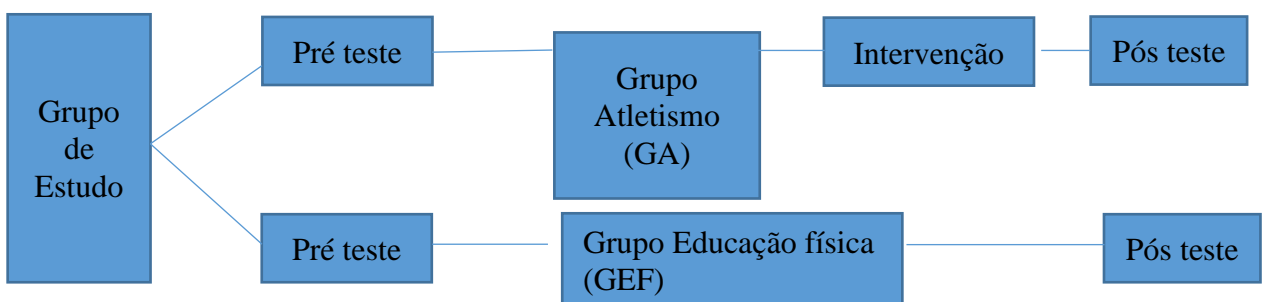 Grupo
de
Estudo
Pré teste
Grupo
Atletismo
(GA)
Intervenção
Pós teste
Pré teste
Grupo Educação física
(GEF)
Pós teste